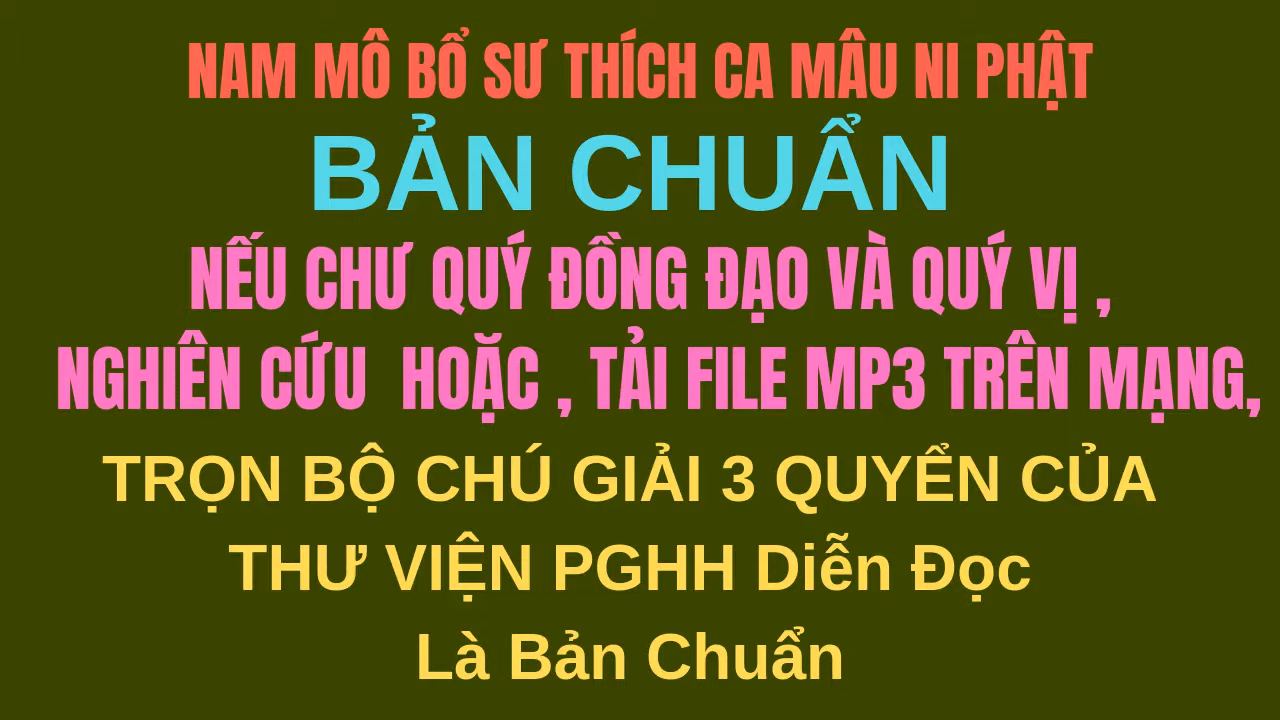 NAM MÔ BỔ SƯ THÍCH CA MÂU NI PHẬT
BẢN CHUẨN
NẾU CHƯ QUÝ ĐỒNG ĐẠO VÀ QUÝ VỊ ,
NGHIÊN CỨU HOẶC , TẢI FILE MP3 TRÊN MẠNG,
TRỌN BỘ CHÚ GIẢI 3 QUYỂN CỦA
THƯ VIỆN PGHH Diễn Đọc
Là Bản Chuẩn